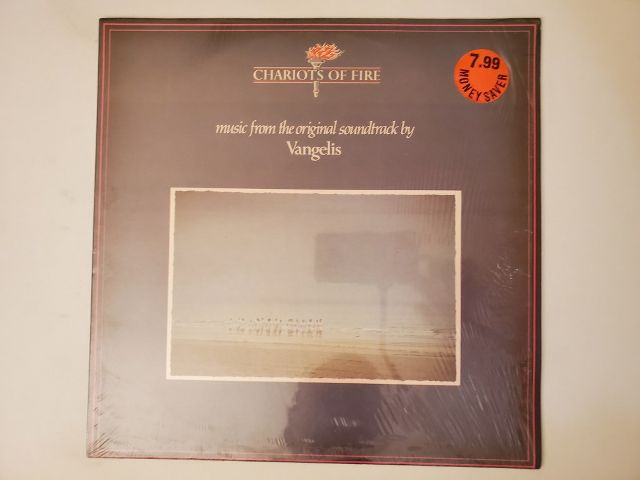 CHARIOTS OF FIRE
7.99
MONEY SAVER
music from the original soundtrack by
Vangelis